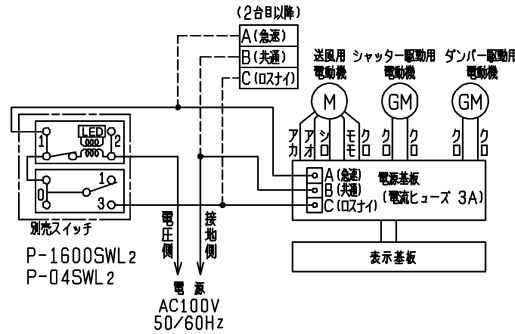 (2台目以降)
A(急速)
B(共通)
C(ロスナイ)
送風用
電動機
シャッター駆動用
電動機
ダンパー駆動用
電動機
M
GM
GM
アカ
アオ
シロ
モモ
クロ
クロ
クロ
クロ
クロ
LED
1
2
0
1
3
A(急速)
B(共通)
C(ロスナイ)
電源基板
(電流ヒューズ 3A)
別売スイッチ
P-1600SWL2
P-04SWL2
電圧側
接地側
電源
AC100V
50/60Hz
表示基板